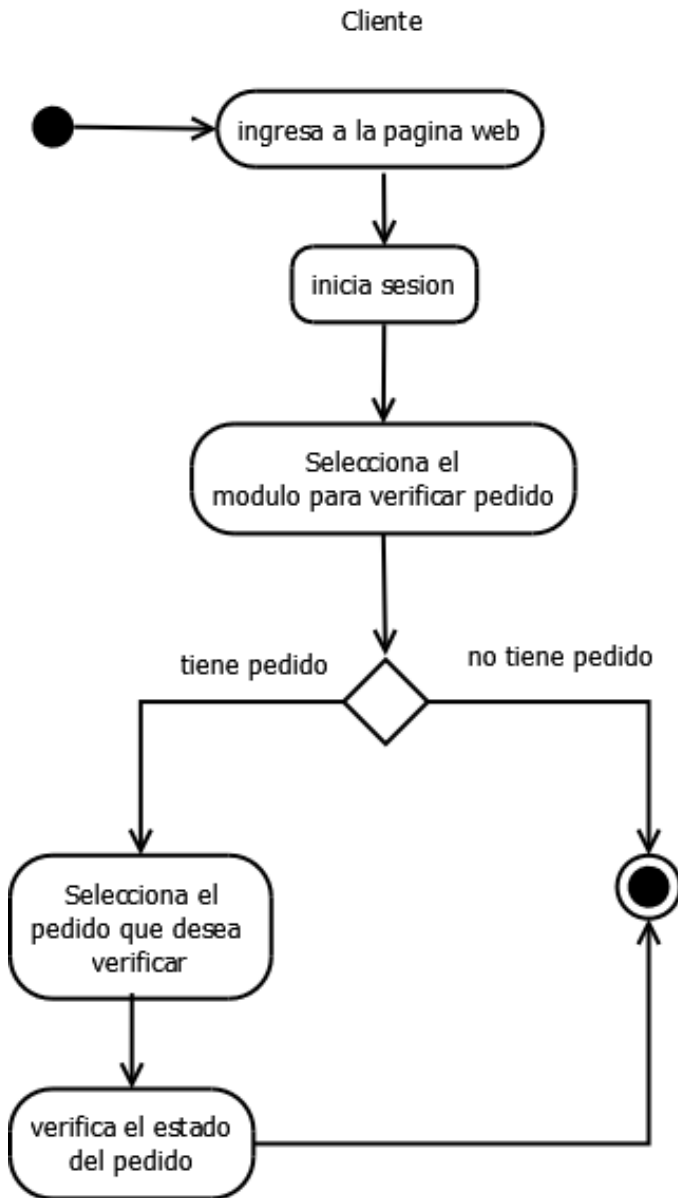 Cliente
ingresa a la pagina web
inicia sesion
Selecciona el
modulo para verificar pedido
tiene pedido
no tiene pedido
Selecciona el
pedido que desea
verificar
verifica el estado
del pedido